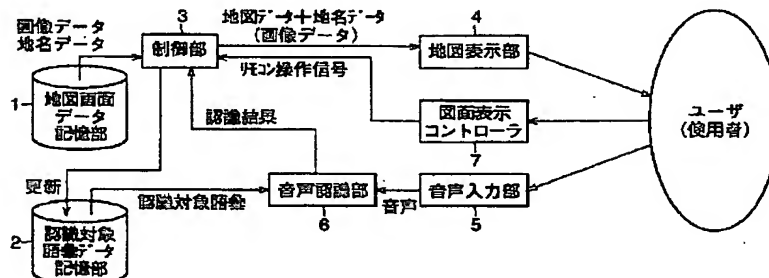 画像データ
地名データ
3
制御部
地図データ+地名データ
(画像データ)
4
地図表示部
リモコン操作信号
1
地図画面
データ
記憶部
認識結果
図面表示
コントローラ
7
ユーザ
(使用者)
更新
認識対象語彙
音声認識部
6
音声
音声入力部
5
2
認識対象
語彙データ
記憶部